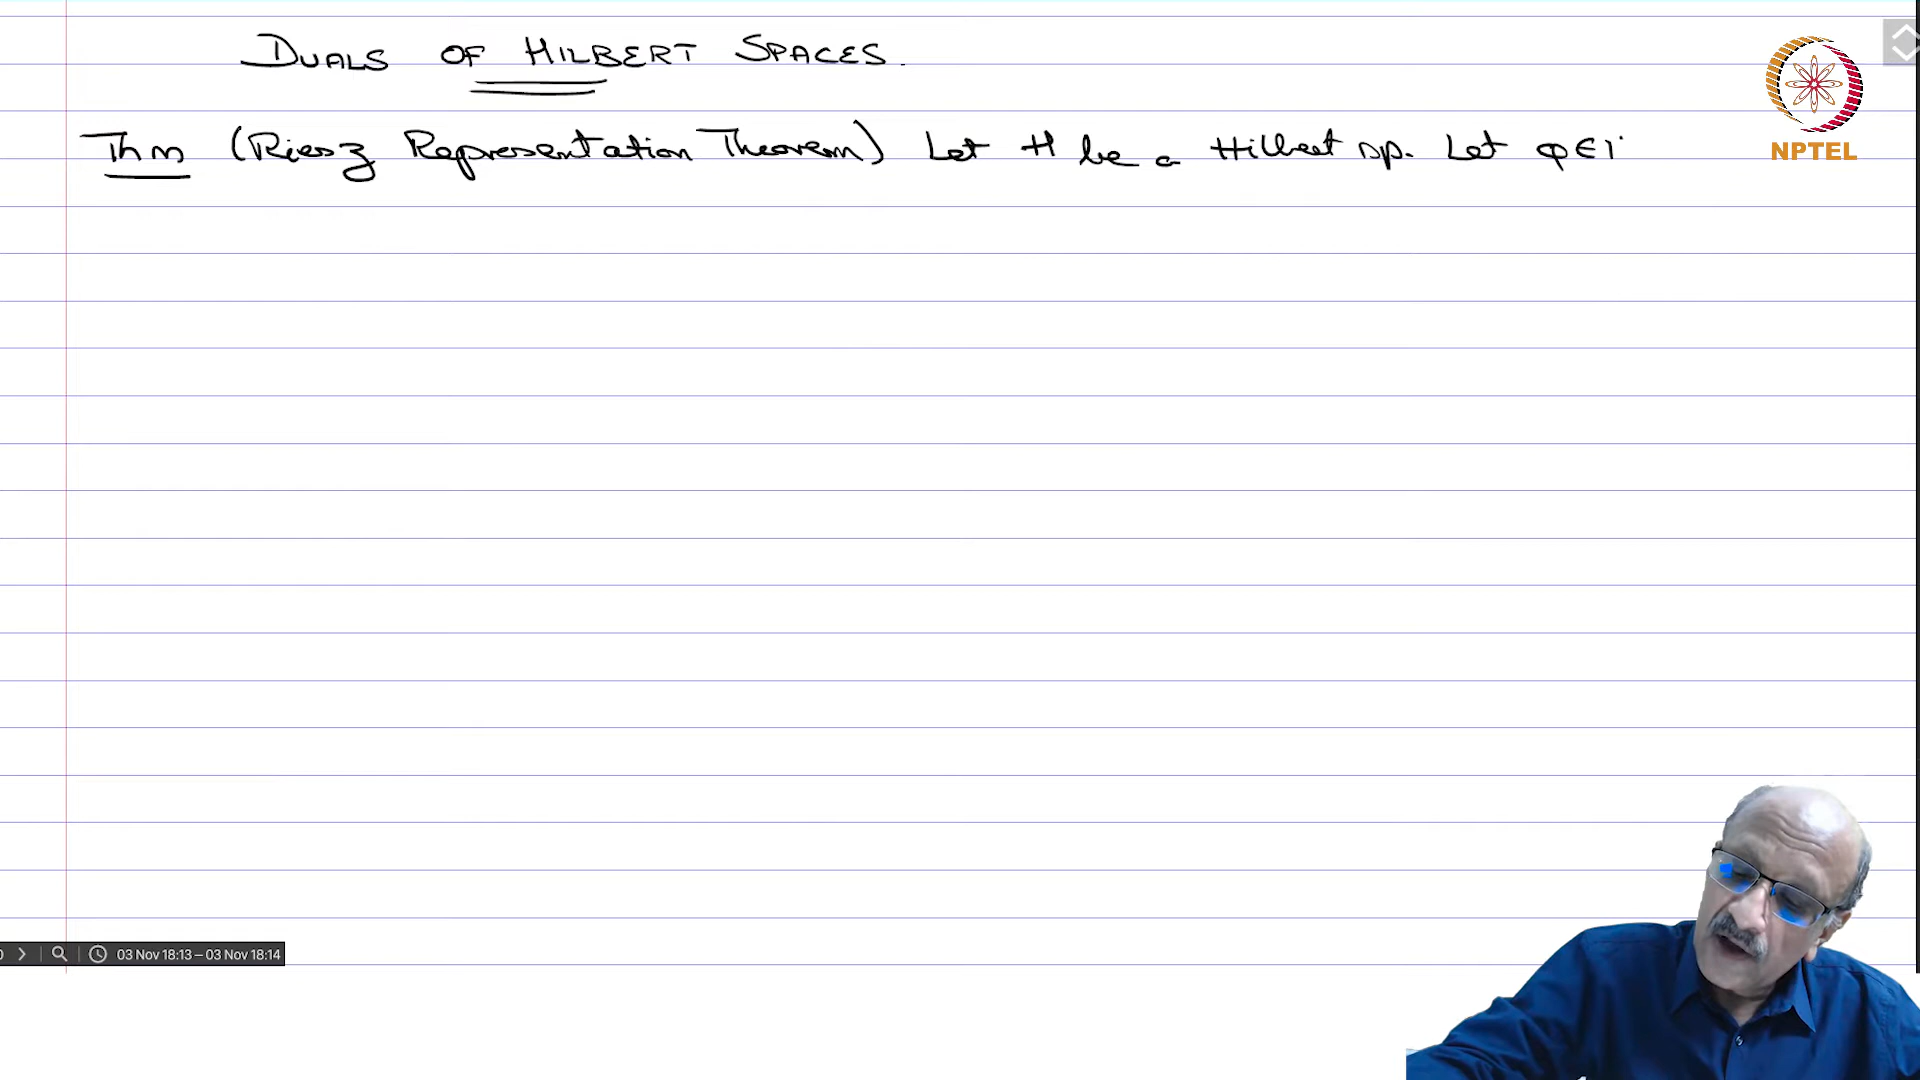 DUALS OF HILBERT SPACES.
Thm (Riesz Representation Theorem) Let H be a Hilbert sp. Let φ ∈
NPTEL
03 Nov 18:13 – 03 Nov 18:14